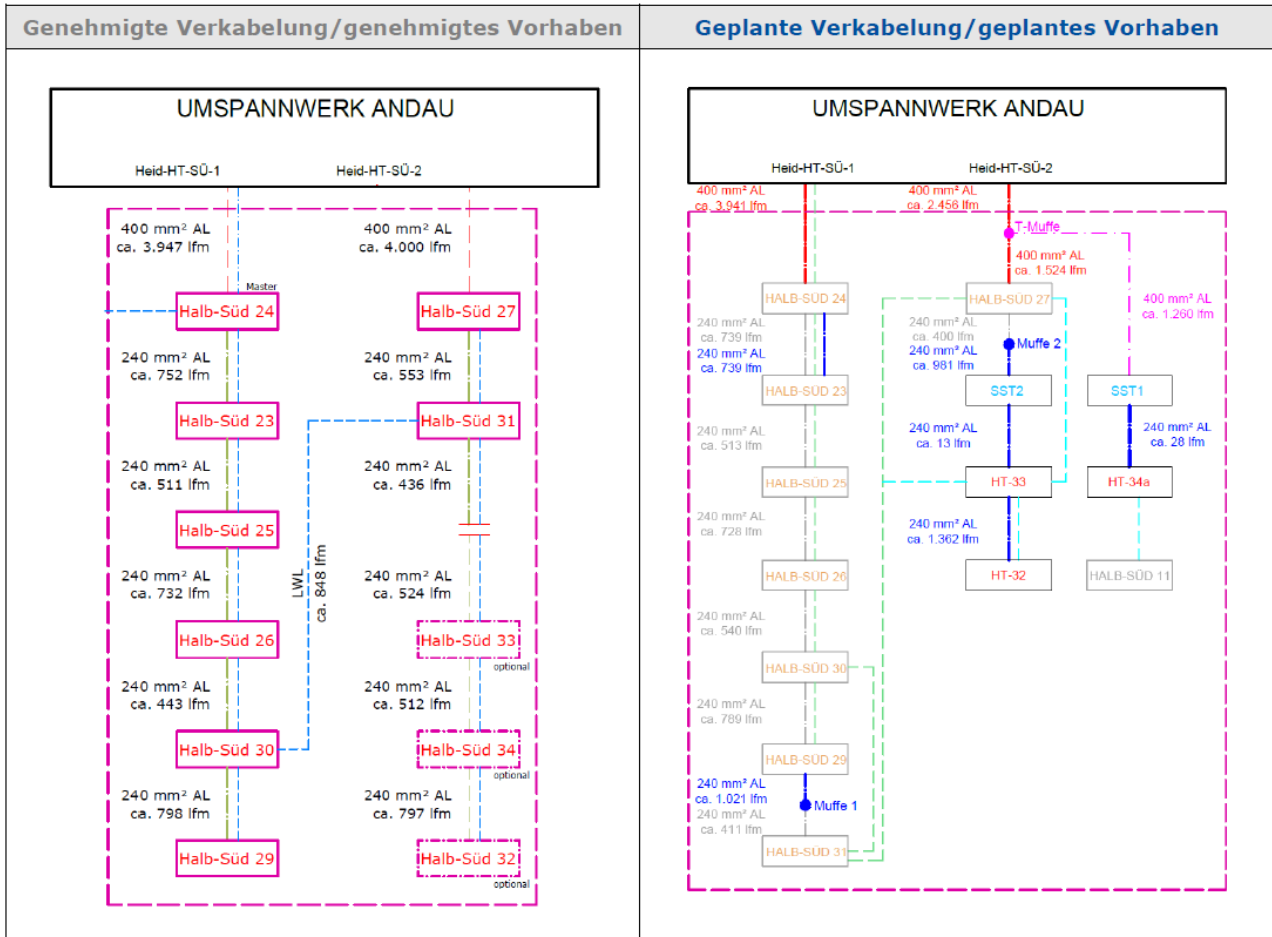 Genehmigte Verkabelung/genehmigtes Vorhaben
UMSPANNWERK ANDAU
Heid-HT-SÜ-1
Heid-HT-SÜ-2
400 mm² AL
ca. 3.947 lfm
400 mm² AL
ca. 4.000 lfm
Master
Halb-Süd 24
Halb-Süd 27
240 mm² AL
ca. 752 lfm
240 mm² AL
ca. 553 lfm
Halb-Süd 23
Halb-Süd 31
240 mm² AL
ca. 511 lfm
240 mm² AL
ca. 436 lfm
Halb-Süd 25
LWL
ca. 848 lfm
240 mm² AL
ca. 732 lfm
240 mm² AL
ca. 524 lfm
Halb-Süd 26
Halb-Süd 33
optional
240 mm² AL
ca. 443 lfm
240 mm² AL
ca. 512 lfm
Halb-Süd 30
Halb-Süd 34
optional
240 mm² AL
ca. 798 lfm
240 mm² AL
ca. 797 lfm
Halb-Süd 29
Halb-Süd 32
optional
Geplante Verkabelung/geplantes Vorhaben
UMSPANNWERK ANDAU
Heid-HT-SÜ-1
Heid-HT-SÜ-2
400 mm² AL
ca. 3.941 lfm
400 mm² AL
ca. 2.456 lfm
T-Muffe
400 mm² AL
ca. 1.524 lfm
HALB-SÜD 24
HALB-SÜD 27
400 mm² AL
ca. 1.260 lfm
240 mm² AL
ca. 739 lfm
240 mm² AL
ca. 739 lfm
240 mm² AL
ca. 400 lfm
Muffe 2
240 mm² AL
ca. 981 lfm
HALB-SÜD 23
SST2
SST1
240 mm² AL
ca. 513 lfm
240 mm² AL
ca. 13 lfm
240 mm² AL
ca. 28 lfm
HALB-SÜD 25
HT-33
HT-34a
240 mm² AL
ca. 728 lfm
240 mm² AL
ca. 1.362 lfm
HALB-SÜD 26
HT-32
HALB-SÜD 11
240 mm² AL
ca. 540 lfm
HALB-SÜD 30
240 mm² AL
ca. 789 lfm
HALB-SÜD 29
240 mm² AL
ca. 1.021 lfm
Muffe 1
240 mm² AL
ca. 411 lfm
HALB-SÜD 31